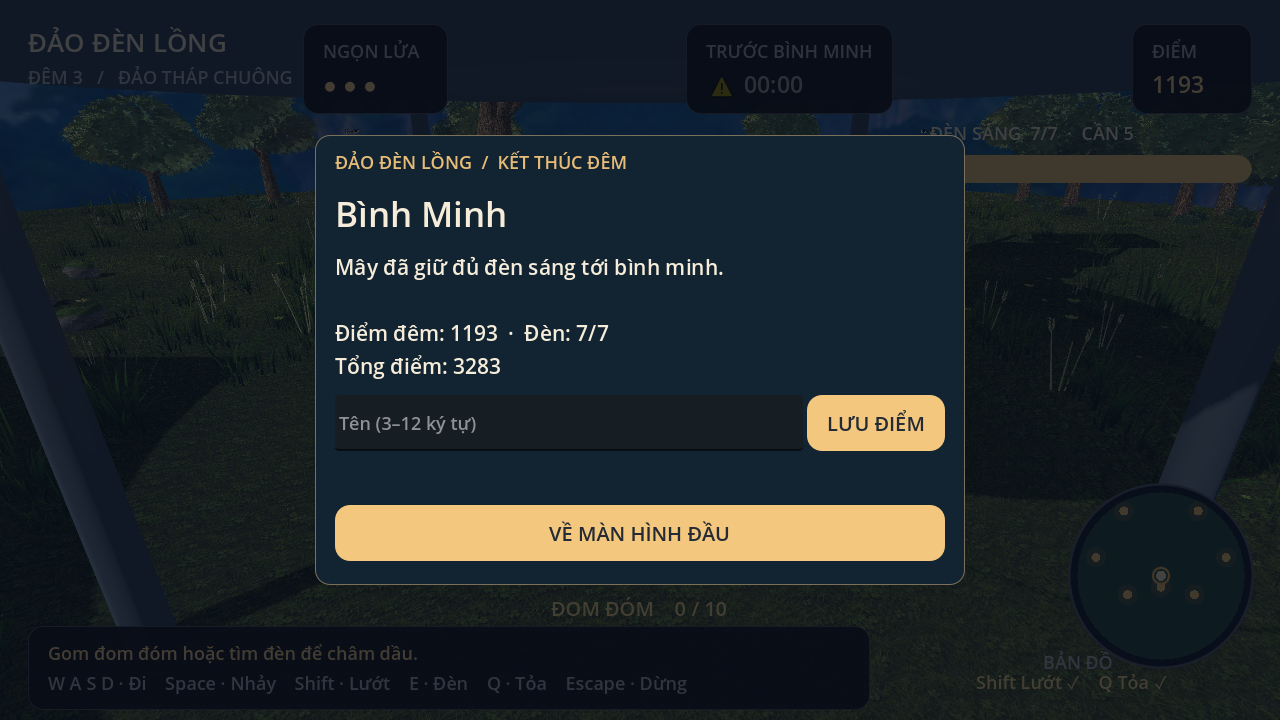 ĐẢO ĐÈN LỒNG
ĐÊM 3 / ĐẢO THÁP CHUÔNG
NGỌN LỬA
TRƯỚC BÌNH MINH
00:00
ĐIỂM
1193
ĐÈN SÁNG 7/7 · CẦN 5
ĐẢO ĐÈN LỒNG / KẾT THÚC ĐÊM
Bình Minh
Mây đã giữ đủ đèn sáng tới bình minh.
Điểm đêm: 1193 · Đèn: 7/7
Tổng điểm: 3283
Tên (3–12 ký tự)
LƯU ĐIỂM
VỀ MÀN HÌNH ĐẦU
ĐOM ĐÓM 0 / 10
Gom đom đóm hoặc tìm đèn để châm dầu.
W A S D · Đi Space · Nhảy Shift · Lướt E · Đèn Q · Tỏa Escape · Dừng
BẢN ĐỒ
Shift Lướt ✓ Q Tỏa ✓